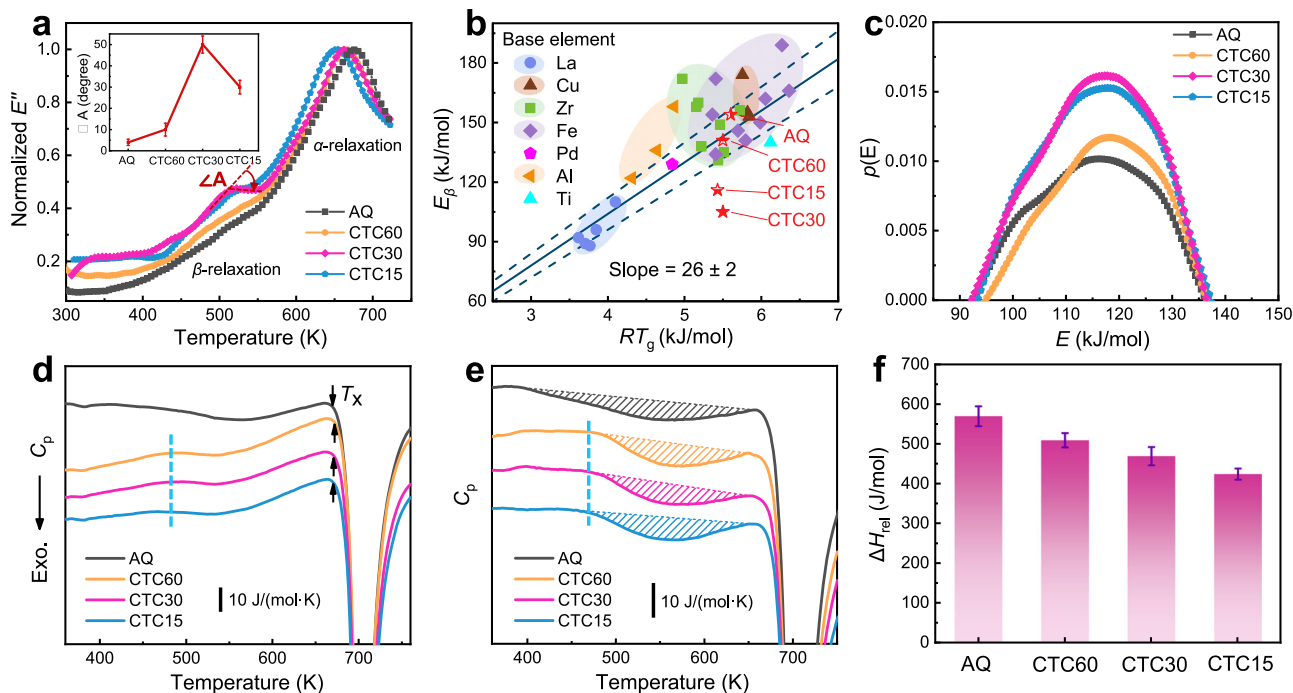 a
1.0
0.8
0.6
0.4
0.2
Normalized E″
300 400 500 600 700
Temperature (K)
50
40
30
20
10
0
□ A (degree)
AQ CTC60 CTC30 CTC15
α-relaxation
∠A
β-relaxation
AQ
CTC60
CTC30
CTC15
b
Base element
La
Cu
Zr
Fe
Pd
Al
Ti
AQ
CTC60
CTC15
CTC30
Slope = 26 ± 2
180
150
120
90
60
Eβ (kJ/mol)
3 4 5 6 7
RTg (kJ/mol)
c
0.020
0.015
0.010
0.005
0.000
p(E)
90 100 110 120 130 140 150
E (kJ/mol)
AQ
CTC60
CTC30
CTC15
d
Tx
Cp
Exo.
AQ
CTC60
CTC30
CTC15
10 J/(mol·K)
400 500 600 700
Temperature (K)
e
Cp
AQ
CTC60
CTC30
CTC15
10 J/(mol·K)
400 500 600 700
Temperature (K)
f
700
600
500
400
300
200
100
0
ΔHrel (J/mol)
AQ CTC60 CTC30 CTC15